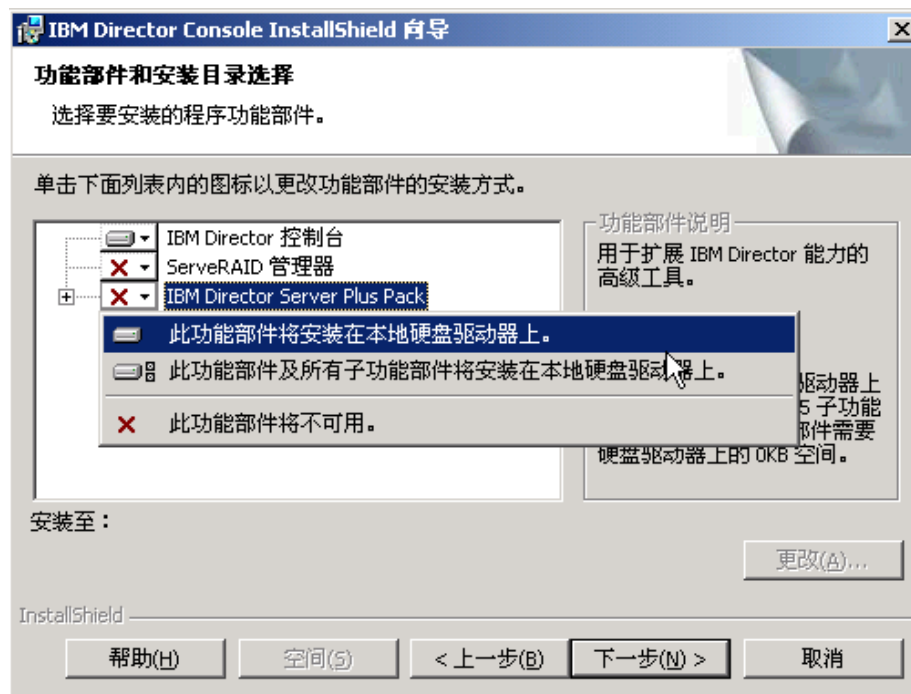 IBM Director Console InstallShield 向导
功能部件和安装目录选择
选择要安装的程序功能部件。
单击下面列表内的图标以更改功能部件的安装方式。
IBM Director 控制台
ServeRAID 管理器
IBM Director Server Plus Pack
此功能部件将安装在本地硬盘驱动器上。
此功能部件及所有子功能部件将安装在本地硬盘驱动器上。
此功能部件将不可用。
功能部件说明
用于扩展 IBM Director 能力的
高级工具。
驱动器上
5 子功能
部件需要
硬盘驱动器上的 0KB 空间。
安装至：
更改(A)...
InstallShield
帮助(H)
空间(S)
< 上一步(B)
下一步(N) >
取消